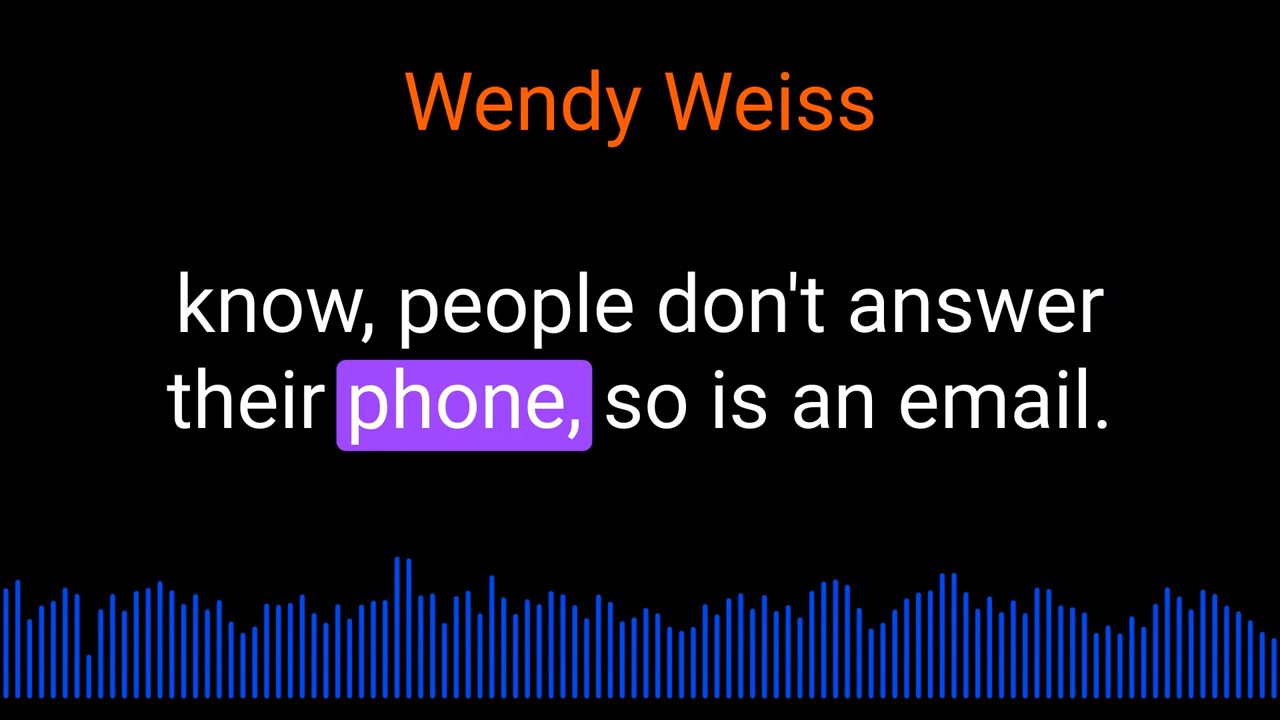 Wendy Weiss
know, people don't answer
their phone, so is an email.